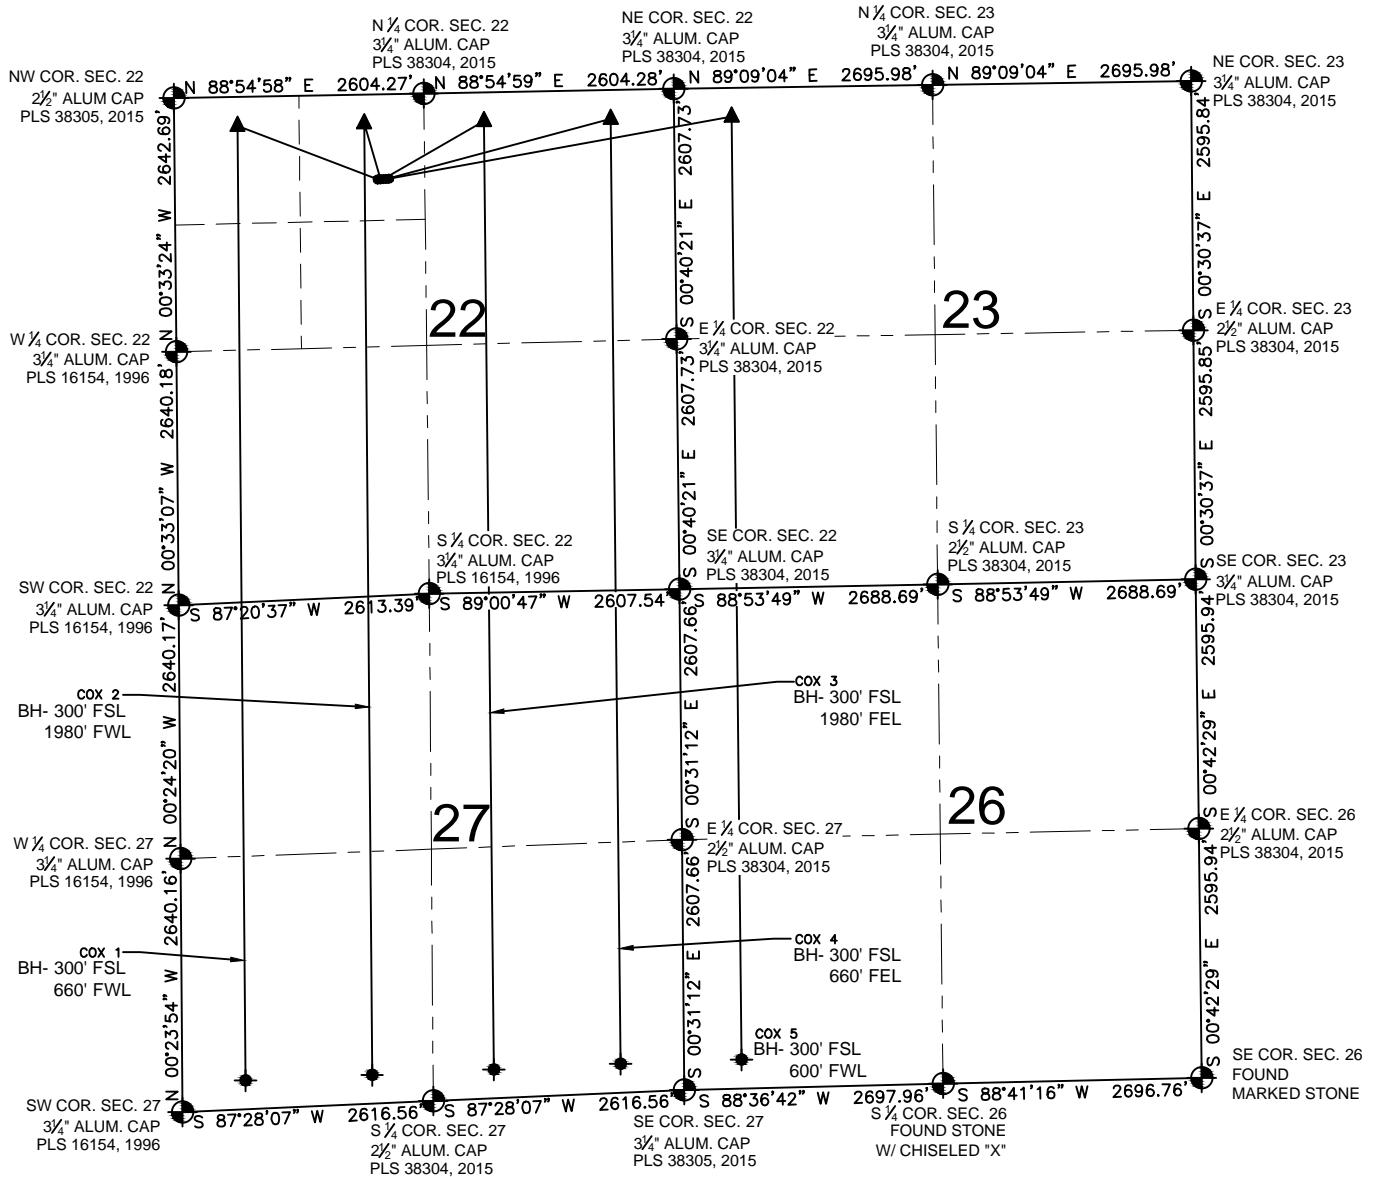 N ¼ COR. SEC. 22
3¼" ALUM. CAP
PLS 38304, 2015
NE COR. SEC. 22
3¼" ALUM. CAP
PLS 38304, 2015
N ¼ COR. SEC. 23
3¼" ALUM. CAP
PLS 38304, 2015
NW COR. SEC. 22
2½" ALUM CAP
PLS 38305, 2015
N 88°54'58" E 2604.27'
N 88°54'59" E 2604.28'
N 89°09'04" E 2695.98'
N 89°09'04" E 2695.98'
NE COR. SEC. 23
3¼" ALUM. CAP
PLS 38304, 2015
N 00°33'24" W 2642.69'
S 00°40'21" E 2607.73'
S 00°30'37" E 2595.84'
22
23
W ¼ COR. SEC. 22
3¼" ALUM. CAP
PLS 16154, 1996
E ¼ COR. SEC. 22
3¼" ALUM. CAP
PLS 38304, 2015
E ¼ COR. SEC. 23
2½" ALUM. CAP
PLS 38304, 2015
N 00°33'07" W 2640.18'
S 00°40'21" E 2607.73'
S 00°30'37" E 2595.85'
S ¼ COR. SEC. 22
3¼" ALUM. CAP
PLS 16154, 1996
SE COR. SEC. 22
3¼" ALUM. CAP
PLS 38304, 2015
S ¼ COR. SEC. 23
2½" ALUM. CAP
PLS 38304, 2015
SE COR. SEC. 23
3¼" ALUM. CAP
PLS 38304, 2015
SW COR. SEC. 22
3¼" ALUM. CAP
PLS 16154, 1996
S 87°20'37" W 2613.39'
S 89°00'47" W 2607.54'
S 88°53'49" W 2688.69'
S 88°53'49" W 2688.69'
N 00°24'20" W 2640.17'
S 00°31'12" E 2607.66'
S 00°42'29" E 2595.94'
COX 2
BH- 300' FSL
1980' FWL
COX 3
BH- 300' FSL
1980' FEL
27
26
W ¼ COR. SEC. 27
3¼" ALUM. CAP
PLS 16154, 1996
E ¼ COR. SEC. 27
2½" ALUM. CAP
PLS 38304, 2015
E ¼ COR. SEC. 26
2½" ALUM. CAP
PLS 38304, 2015
N 00°23'54" W 2640.16'
S 00°31'12" E 2607.66'
S 00°42'29" E 2595.94'
COX 1
BH- 300' FSL
660' FWL
COX 4
BH- 300' FSL
660' FEL
COX 5
BH- 300' FSL
600' FWL
SE COR. SEC. 26
FOUND
MARKED STONE
SW COR. SEC. 27
3¼" ALUM. CAP
PLS 16154, 1996
S 87°28'07" W 2616.56'
S 87°28'07" W 2616.56'
S 88°36'42" W 2697.96'
S 88°41'16" W 2696.76'
S ¼ COR. SEC. 27
2½" ALUM. CAP
PLS 38304, 2015
SE COR. SEC. 27
3¼" ALUM. CAP
PLS 38305, 2015
S ¼ COR. SEC. 26
FOUND STONE
W/ CHISELED "X"